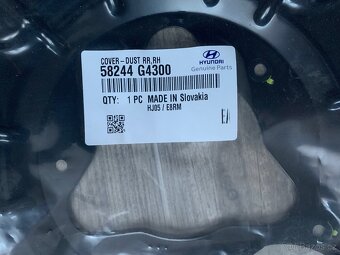 COVER-DUST RR,RH
58244 G4300
HYUNDAI
Genuine Parts
QTY: 1 PC MADE IN Slovakia
HJ05 / E8RM